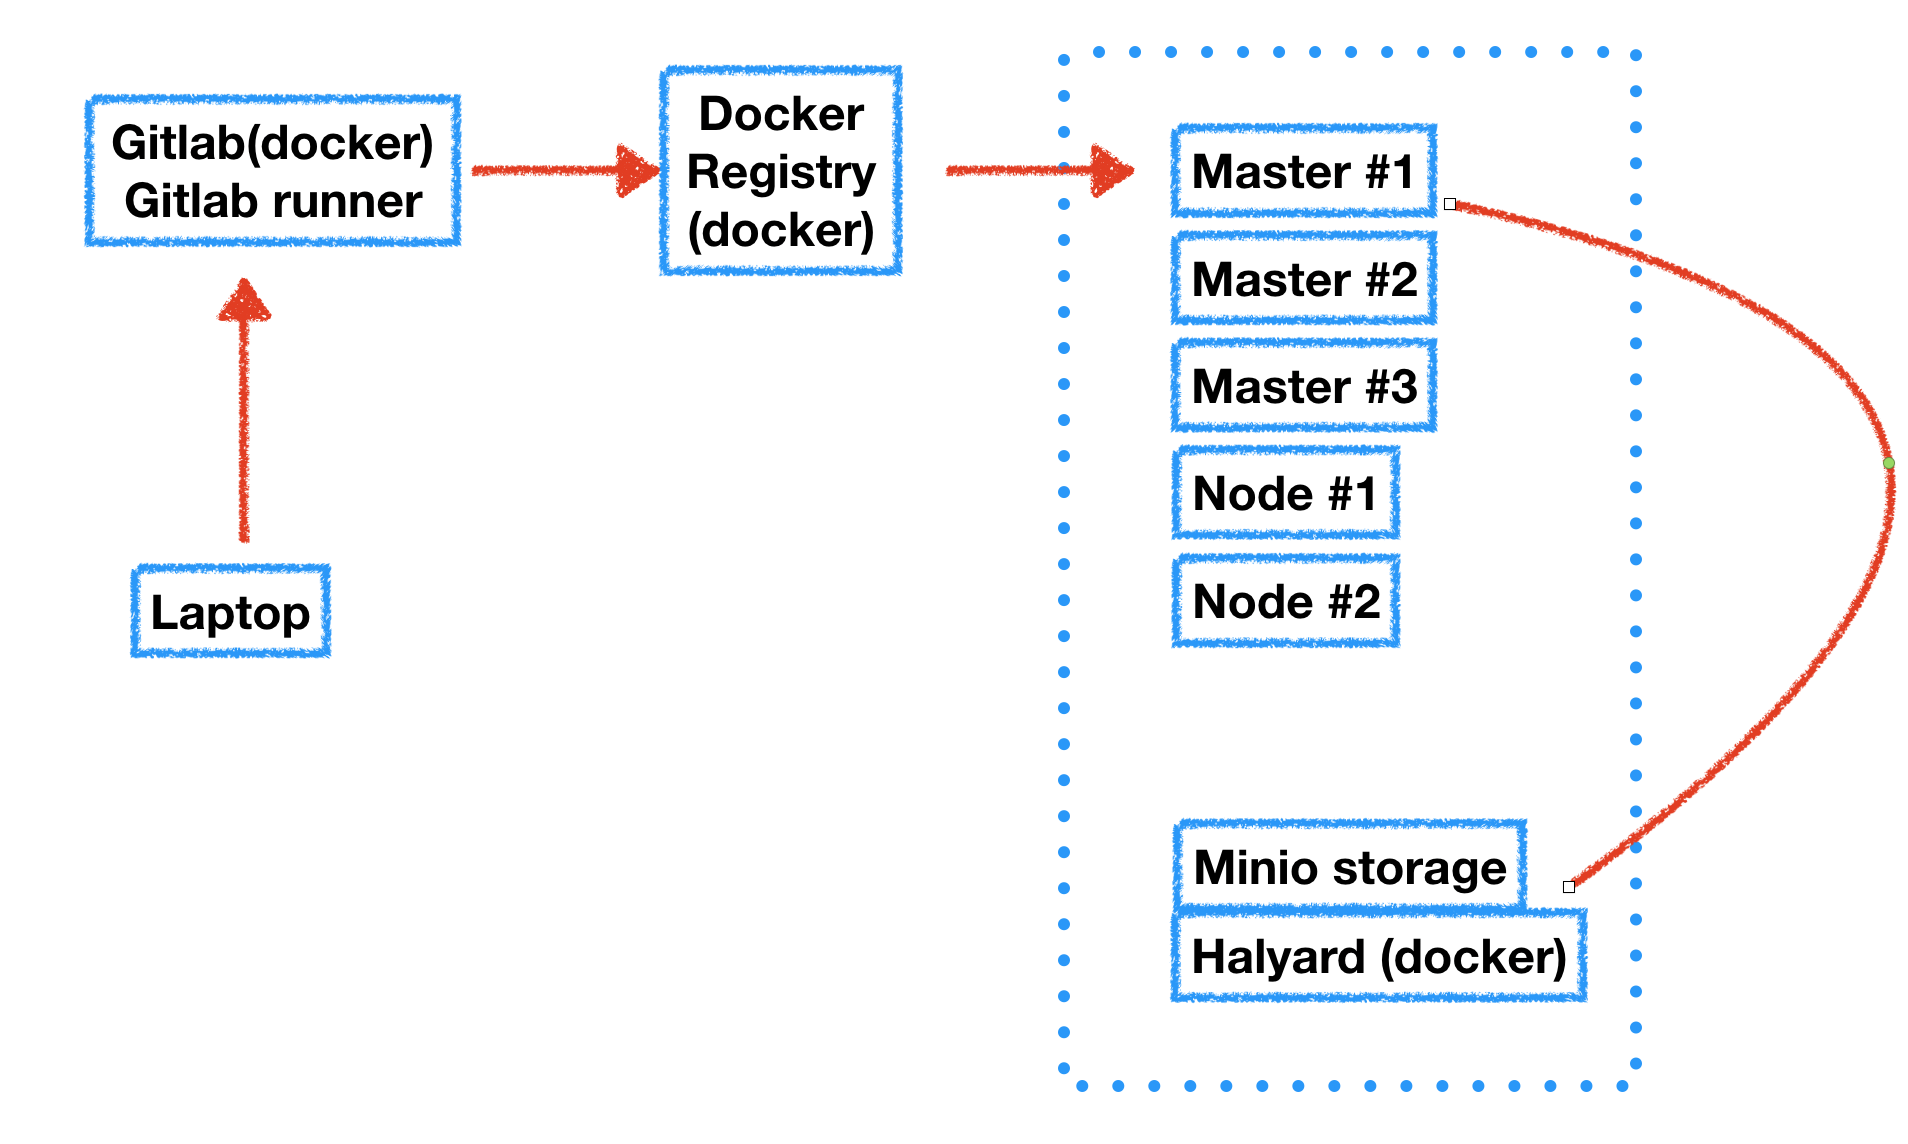 Gitlab(docker)
Gitlab runner
Docker
Registry
(docker)
Laptop
Master #1
Master #2
Master #3
Node #1
Node #2
Minio storage
Halyard (docker)